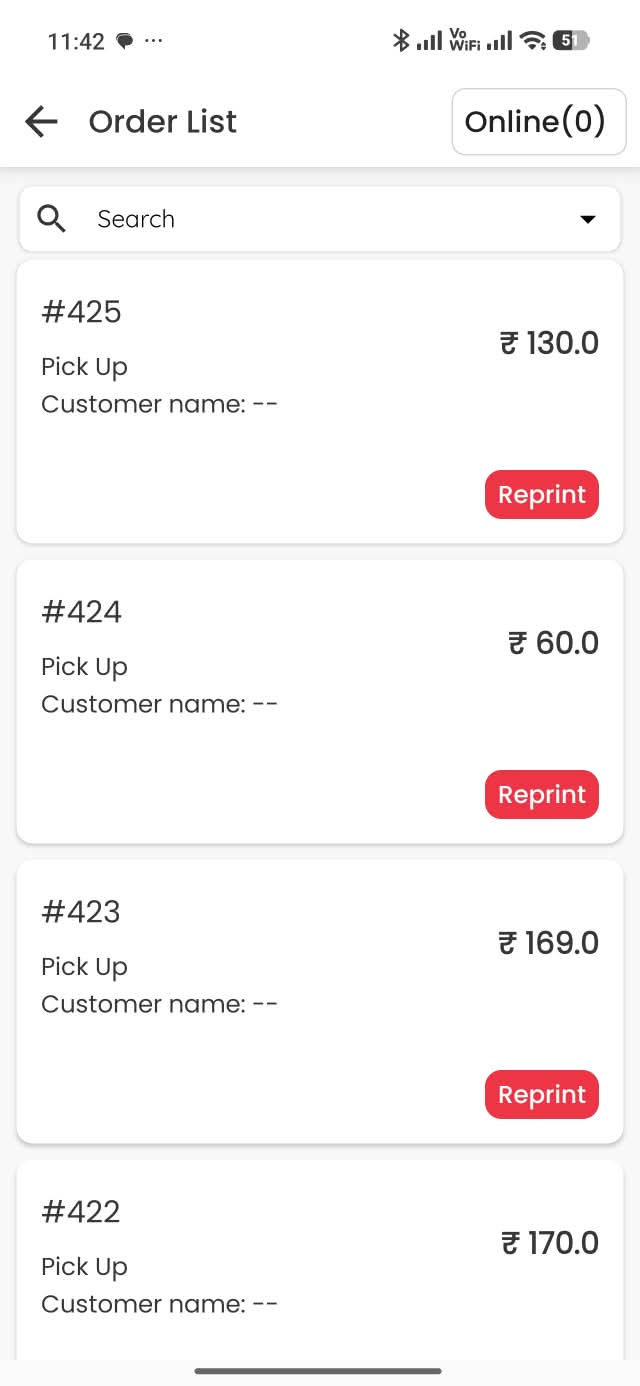 11:42 ...
Vo
WiFi
51
Order List
Online(0)
Search
#425
₹ 130.0
Pick Up
Customer name: --
Reprint
#424
₹ 60.0
Pick Up
Customer name: --
Reprint
#423
₹ 169.0
Pick Up
Customer name: --
Reprint
#422
₹ 170.0
Pick Up
Customer name: --